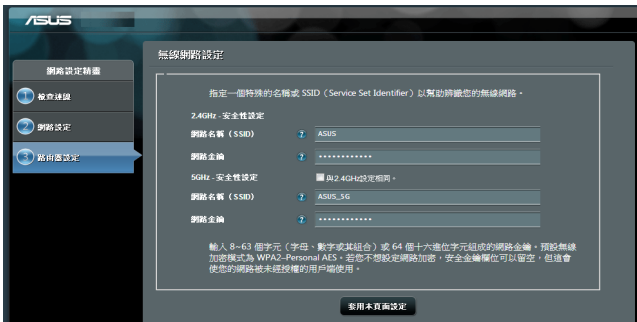 ASUS
無線網路設定
網路設定精靈
1 檢查連線
2 網路設定
3 路由器設定
指定一個特殊的名稱或 SSID（Service Set Identifier）以幫助辨識您的無線網路。
2.4GHz - 安全性設定
網路名稱（SSID） ? ASUS
網路金鑰 ? ••••••••••••
5GHz - 安全性設定 與2.4GHz設定相同。
網路名稱（SSID） ? ASUS_5G
網路金鑰 ? ••••••••••••
輸入 8~63 個字元（字母、數字或其組合）或 64 個十六進位字元組成的網路金鑰。預設無線
加密模式為 WPA2-Personal AES。若您不想設定網路加密，安全金鑰欄位可以留空，但這會
使您的網路被未經授權的用戶端使用。
套用本頁面設定